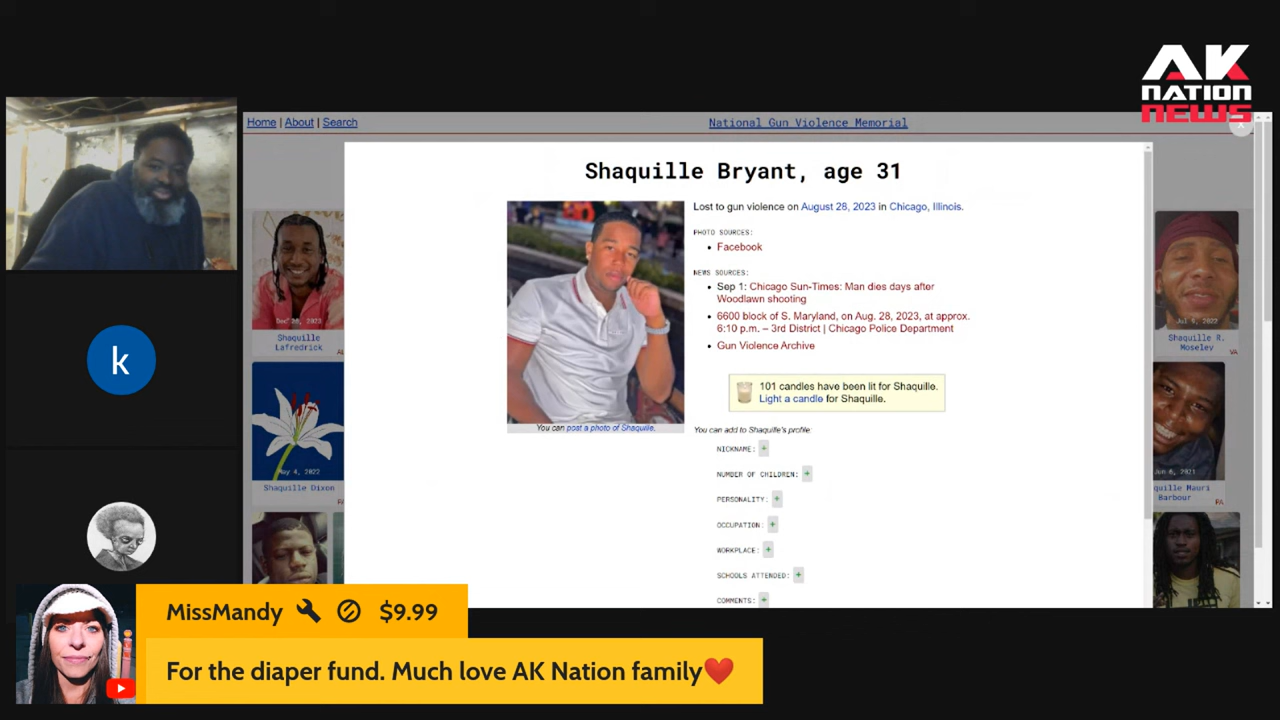 AK
NATION
NEWS
Home | About | Search
National Gun Violence Memorial
Shaquille Bryant, age 31
Lost to gun violence on August 28, 2023 in Chicago, Illinois.
PHOTO SOURCES:
• Facebook
NEWS SOURCES:
• Sep 1: Chicago Sun-Times: Man dies days after
Woodlawn shooting
• 6600 block of S. Maryland, on Aug. 28, 2023, at approx.
6:10 p.m. – 3rd District | Chicago Police Department
• Gun Violence Archive
101 candles have been lit for Shaquille.
Light a candle for Shaquille.
You can post a photo of Shaquille.
You can add to Shaquille's profile:
NICKNAME: +
NUMBER OF CHILDREN: +
PERSONALITY: +
OCCUPATION: +
WORKPLACE: +
SCHOOLS ATTENDED: +
COMMENTS: +
Shaquille
Lafredrick
May 4, 2022
Shaquille Dixon
Jul 5, 2022
Shaquille R.
Moseley
VA
Jun 6, 2021
quille Mauri
Barbour
PA
k
MissMandy $9.99
For the diaper fund. Much love AK Nation family❤️